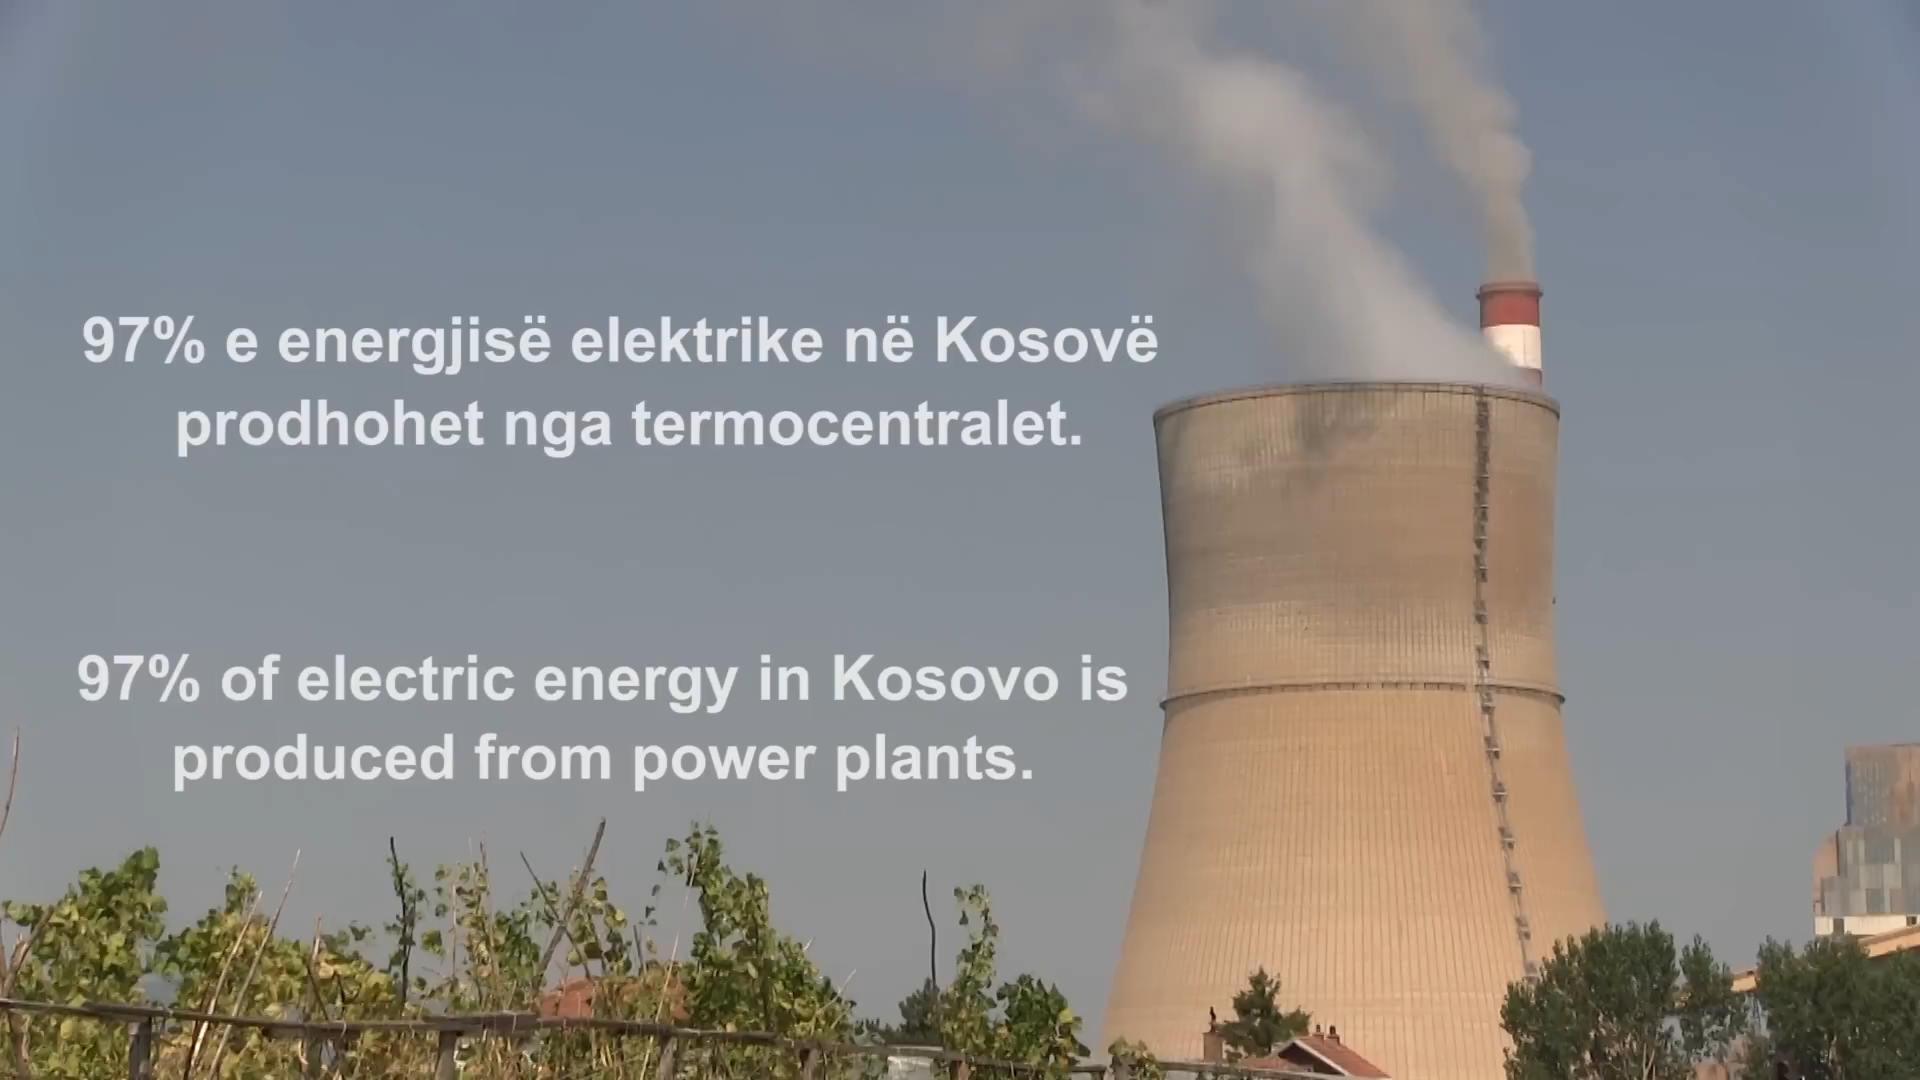 97% e energjisë elektrike në Kosovë
prodhohet nga termocentralet.
97% of electric energy in Kosovo is
produced from power plants.